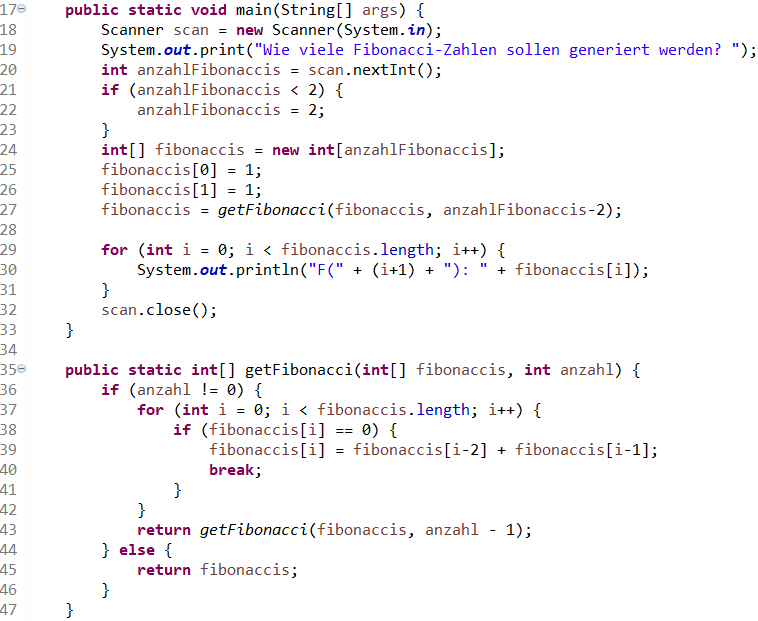 17 public static void main(String[] args) {
18 Scanner scan = new Scanner(System.in);
19 System.out.print("Wie viele Fibonacci-Zahlen sollen generiert werden? ");
20 int anzahlFibonaccis = scan.nextInt();
21 if (anzahlFibonaccis < 2) {
22 anzahlFibonaccis = 2;
23 }
24 int[] fibonaccis = new int[anzahlFibonaccis];
25 fibonaccis[0] = 1;
26 fibonaccis[1] = 1;
27 fibonaccis = getFibonacci(fibonaccis, anzahlFibonaccis-2);
28
29 for (int i = 0; i < fibonaccis.length; i++) {
30 System.out.println("F(" + (i+1) + "): " + fibonaccis[i]);
31 }
32 scan.close();
33 }
34
35 public static int[] getFibonacci(int[] fibonaccis, int anzahl) {
36 if (anzahl != 0) {
37 for (int i = 0; i < fibonaccis.length; i++) {
38 if (fibonaccis[i] == 0) {
39 fibonaccis[i] = fibonaccis[i-2] + fibonaccis[i-1];
40 break;
41 }
42 }
43 return getFibonacci(fibonaccis, anzahl - 1);
44 } else {
45 return fibonaccis;
46 }
47 }